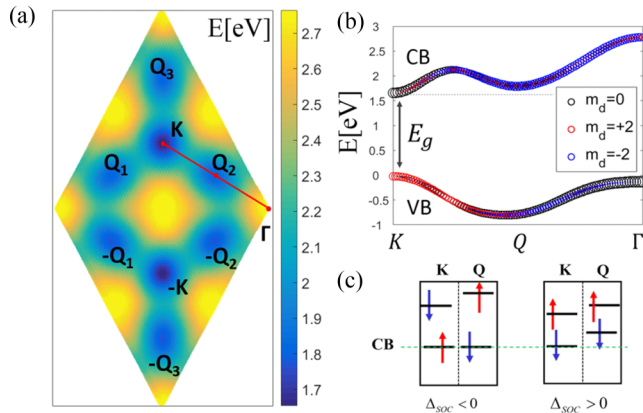 (a)
E[eV]
Q3
K
Q1
Q2
Γ
-Q1
-Q2
-K
-Q3
2.7
2.6
2.5
2.4
2.3
2.2
2.1
2
1.9
1.8
1.7
(b)
E[eV]
3
2.5
2
1.5
1
0.5
0
-0.5
-1
CB
Eg
VB
md=0
md=+2
md=-2
K
Q
Γ
(c)
K Q K Q
CB
ΔSOC < 0 ΔSOC > 0